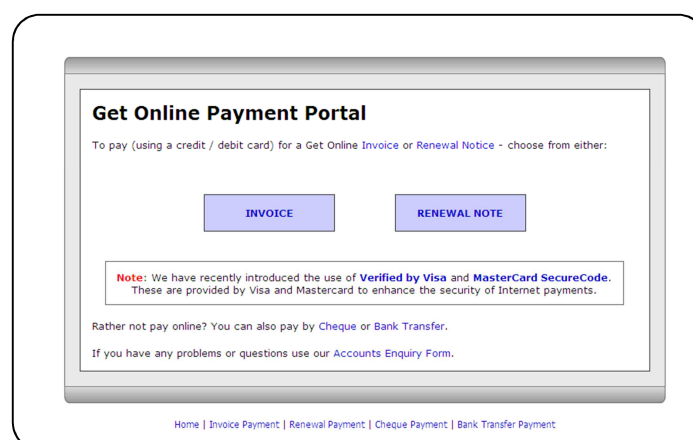 Get Online Payment Portal
To pay (using a credit / debit card) for a Get Online Invoice or Renewal Notice - choose from either:
INVOICE RENEWAL NOTE
Note: We have recently introduced the use of Verified by Visa and MasterCard SecureCode.
These are provided by Visa and Mastercard to enhance the security of Internet payments.
Rather not pay online? You can also pay by Cheque or Bank Transfer.
If you have any problems or questions use our Accounts Enquiry Form.
Home | Invoice Payment | Renewal Payment | Cheque Payment | Bank Transfer Payment